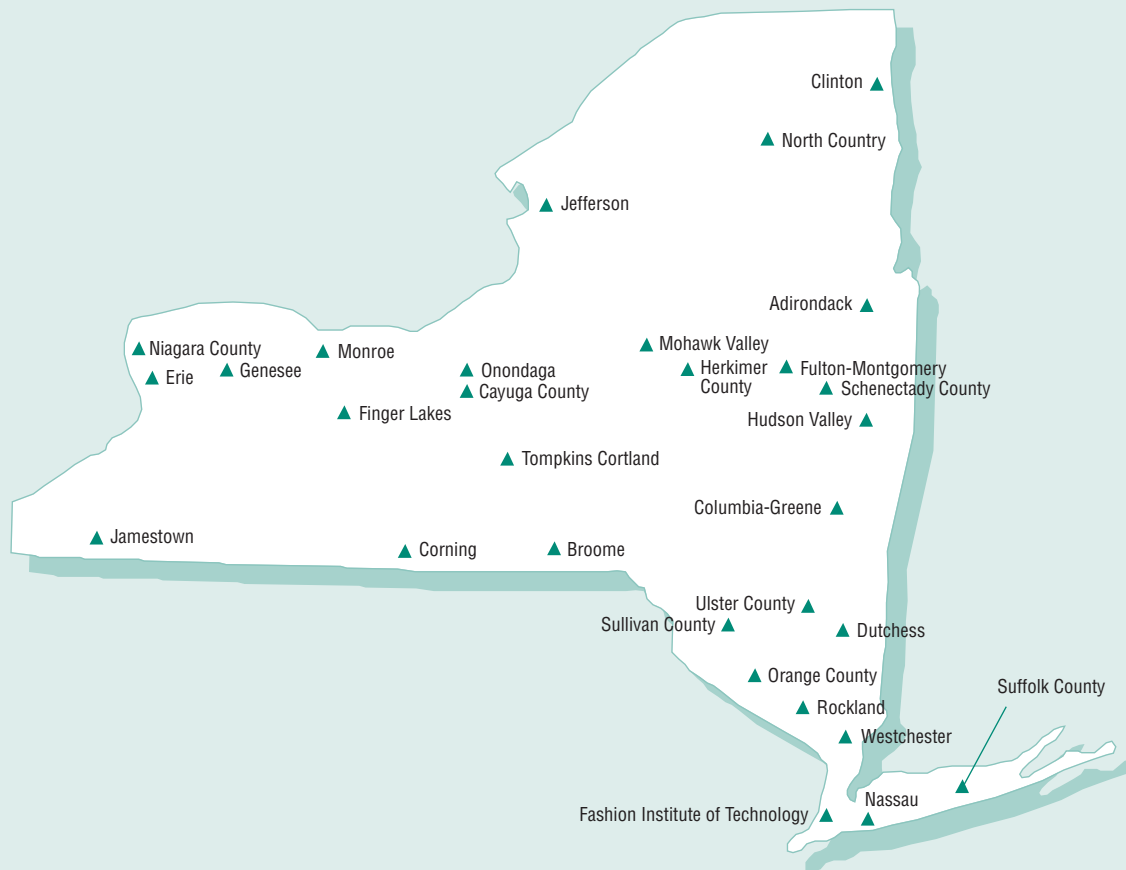 Clinton
North Country
Jefferson
Adirondack
Niagara County
Monroe
Mohawk Valley
Erie
Genesee
Onondaga
Herkimer
County
Fulton-Montgomery
Cayuga County
Schenectady County
Finger Lakes
Hudson Valley
Tompkins Cortland
Columbia-Greene
Jamestown
Corning
Broome
Ulster County
Sullivan County
Dutchess
Orange County
Suffolk County
Rockland
Westchester
Nassau
Fashion Institute of Technology